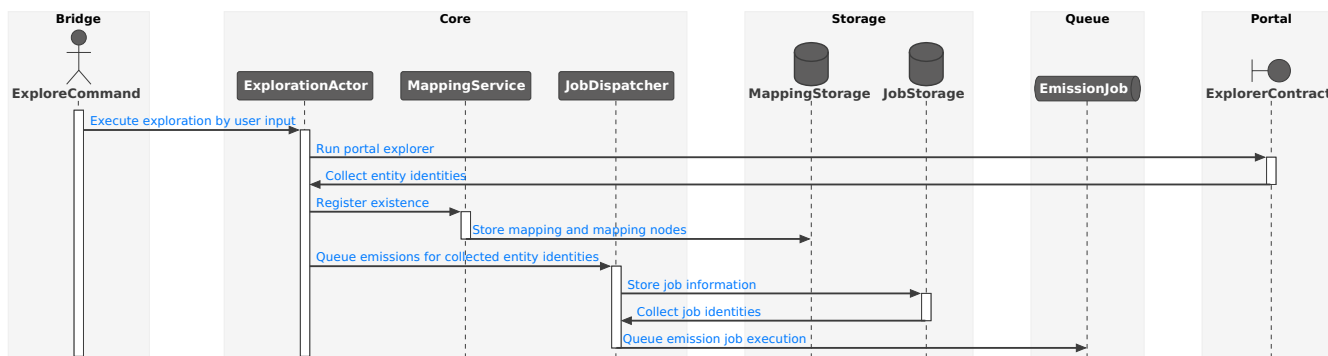 Bridge
Core
Storage
Queue
Portal
ExploreCommand
ExplorationActor
MappingService
JobDispatcher
MappingStorage
JobStorage
EmissionJob
ExplorerContract
Execute exploration by user input
Run portal explorer
Collect entity identities
Register existence
Store mapping and mapping nodes
Queue emissions for collected entity identities
Store job information
Collect job identities
Queue emission job execution